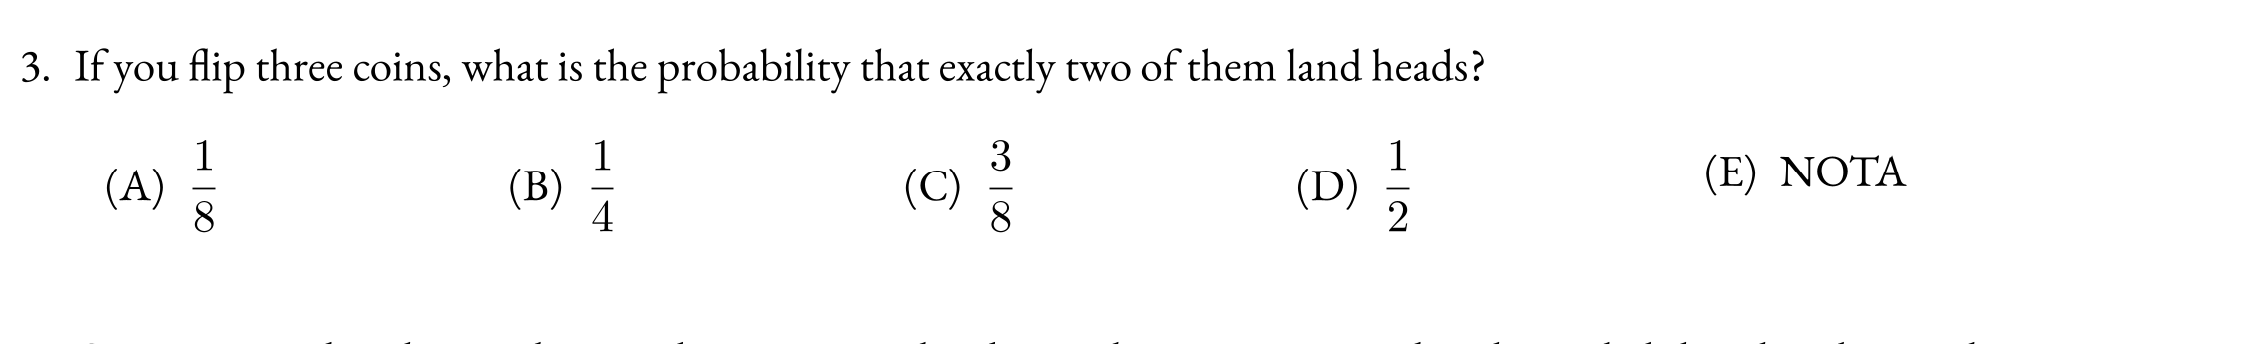 3. If you flip three coins, what is the probability that exactly two of them land heads?
(A) 1/8 (B) 1/4 (C) 3/8 (D) 1/2 (E) NOTA